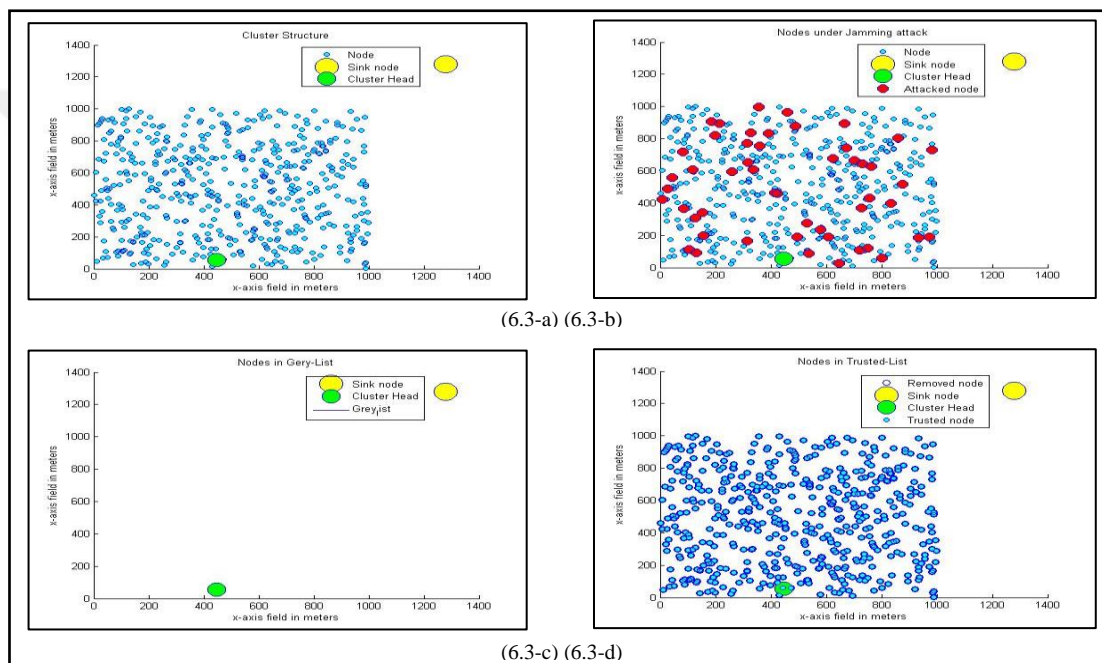 Cluster Structure
1400
1200
1000
800
600
400
200
0
x-axis field in meters
0 200 400 600 800 1000 1200 1400
x-axis field in meters
Node
Sink node
Cluster Head
Nodes under Jamming attack
1400
1200
1000
800
600
400
200
0
x-axis field in meters
0 200 400 600 800 1000 1200 1400
x-axis field in meters
Node
Sink node
Cluster Head
Attacked node
(6.3-a) (6.3-b)
Nodes in Gery-List
1400
1200
1000
800
600
400
200
0
x-axis field in meters
0 200 400 600 800 1000 1200 1400
x-axis field in meters
Sink node
Cluster Head
Greylist
Nodes in Trusted-List
1400
1200
1000
800
600
400
200
0
x-axis field in meters
0 200 400 600 800 1000 1200 1400
x-axis field in meters
Removed node
Sink node
Cluster Head
Trusted node
(6.3-c) (6.3-d)